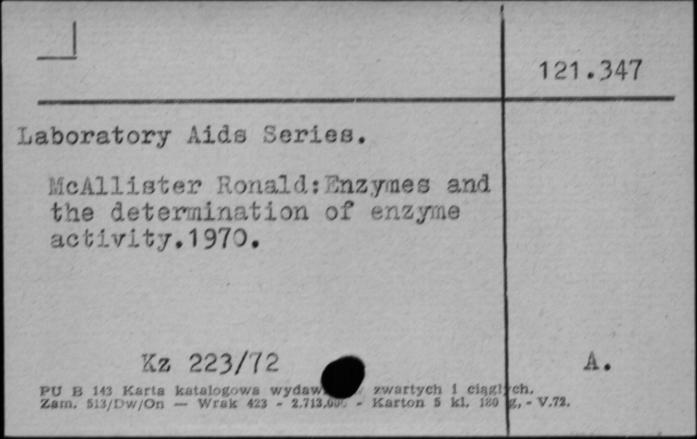 121.347
Laboratory Aids Series.
McAllister Ronald:Enzymes and
the determination of enzyme
activity.1970.
Kz 223/72
A.
PU B 143 Karta katalogowa zwartych i ciągłych.
Zam. 513/Dw/On — Wrak 423 - - Karton 5 kl. 180 g, - V.72.